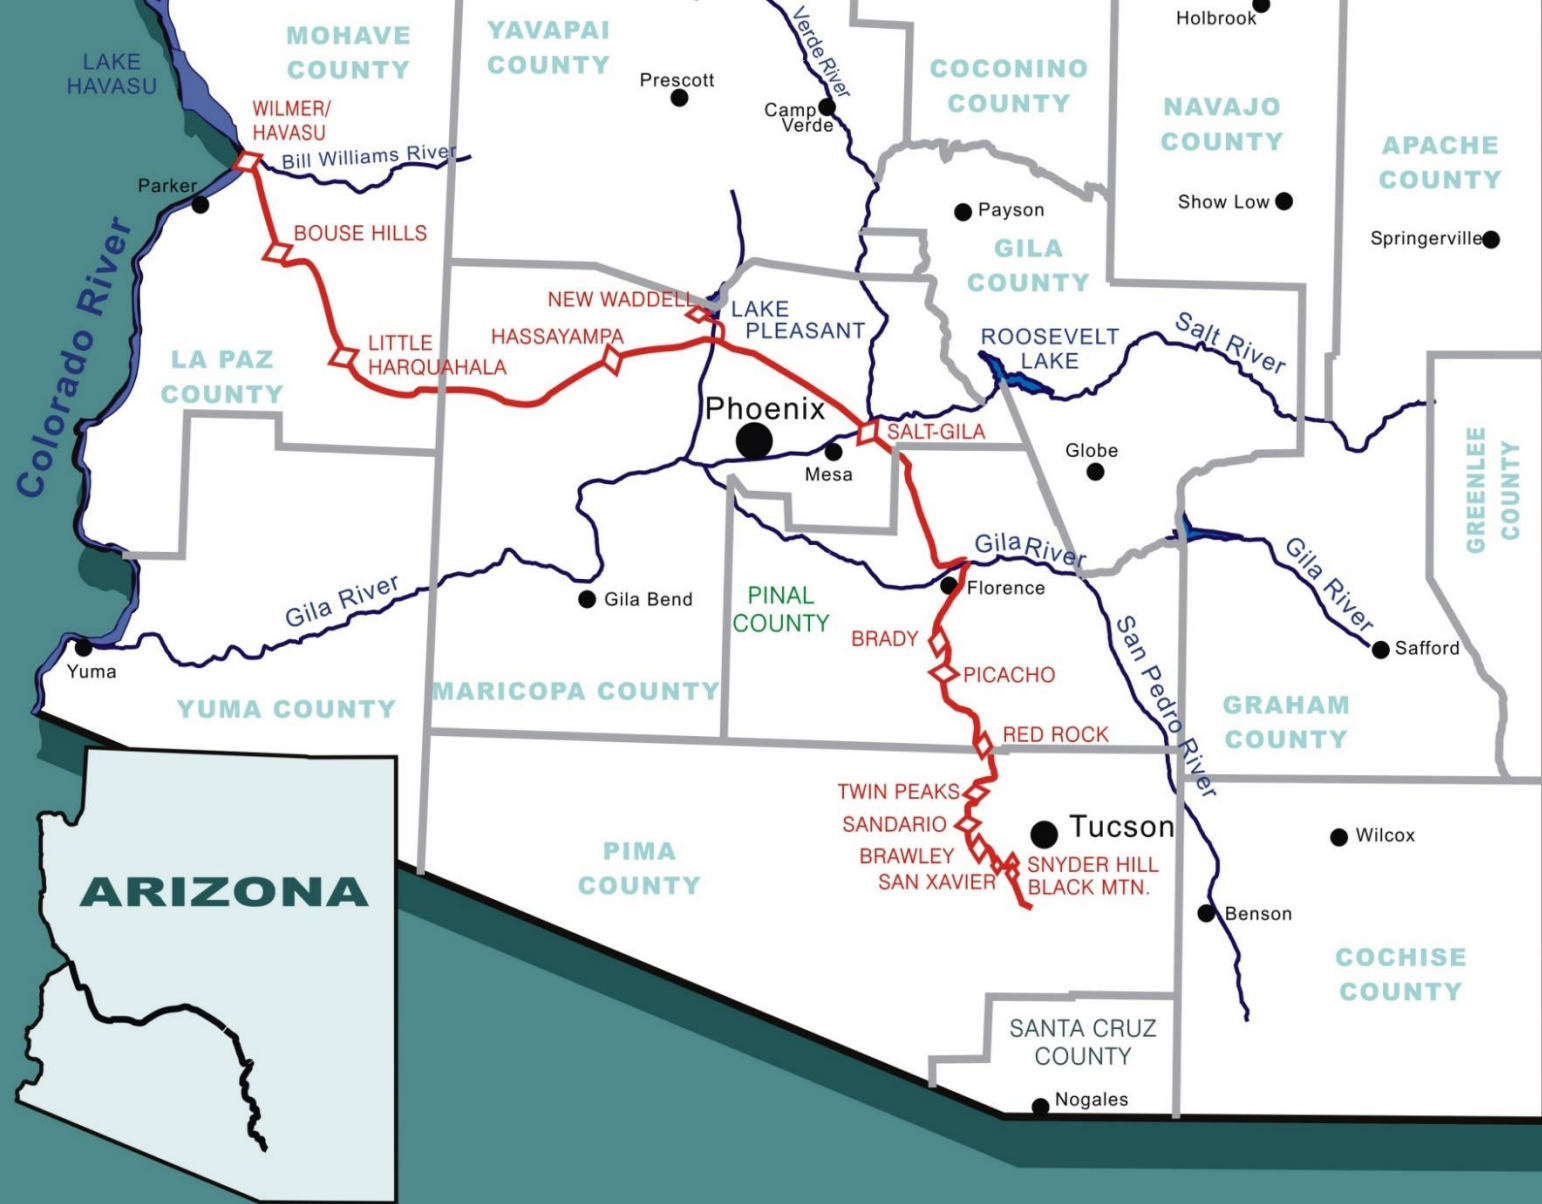 Holbrook
MOHAVE
COUNTY
YAVAPAI
COUNTY
Verde River
COCONINO
COUNTY
LAKE
HAVASU
Prescott
NAVAJO
COUNTY
WILMER/
HAVASU
Camp
Verde
APACHE
COUNTY
Bill Williams River
Parker
Payson
Show Low
Springerville
BOUSE HILLS
GILA
COUNTY
Colorado River
NEW WADDELL
LAKE
PLEASANT
HASSAYAMPA
LITTLE
HARQUAHALA
ROOSEVELT
LAKE
Salt River
LA PAZ
COUNTY
Phoenix
SALT-GILA
Mesa
Globe
GREENLEE
COUNTY
Gila River
Gila River
Gila River
Gila Bend
PINAL
COUNTY
Florence
BRADY
San Pedro River
Safford
Yuma
PICACHO
YUMA COUNTY
MARICOPA COUNTY
GRAHAM
COUNTY
RED ROCK
TWIN PEAKS
SANDARIO
Tucson
Wilcox
PIMA
COUNTY
BRAWLEY
SAN XAVIER
SNYDER HILL
BLACK MTN.
ARIZONA
Benson
COCHISE
COUNTY
SANTA CRUZ
COUNTY
Nogales